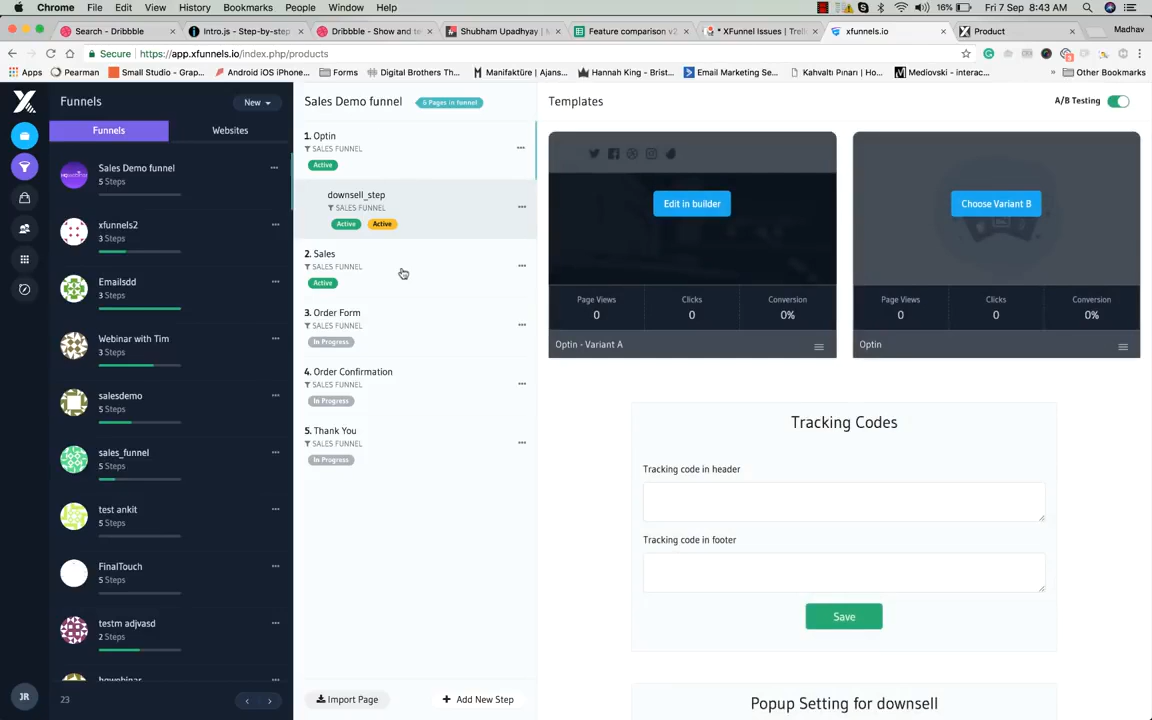 Chrome File Edit View History Bookmarks People Window Help 16% Fri 7 Sep 8:43 AM
Search - Dribbble Intro.js - Step-by-step Dribbble - Show and te Shubham Upadhyay | M Feature comparison v2 * XFunnel Issues | Trell xfunnels.io Product Madhav
Secure https://app.xfunnels.io/index.php/products
Apps Pearman Small Studio - Grap... Android iOS iPhone... Forms Digital Brothers Th... Manifaktüre | Ajans... Hannah King - Brist... Email Marketing Se... Kahvaltı Pınarı | Ho... Mediovski - interac... » Other Bookmarks
Funnels
New
Funnels Websites
Sales Demo funnel
5 Steps
xfunnels2
3 Steps
Emailsdd
3 Steps
Webinar with Tim
3 Steps
salesdemo
5 Steps
sales_funnel
5 Steps
test ankit
5 Steps
FinalTouch
5 Steps
testm adjvasd
2 Steps
JR
23
Sales Demo funnel 6 Pages in funnel
1. Optin
SALES FUNNEL
Active
downsell_step
SALES FUNNEL
Active Active
2. Sales
SALES FUNNEL
Active
3. Order Form
SALES FUNNEL
In Progress
4. Order Confirmation
SALES FUNNEL
In Progress
5. Thank You
SALES FUNNEL
In Progress
Import Page + Add New Step
Templates
A/B Testing
Edit in builder
Page Views Clicks Conversion
0 0 0%
Optin - Variant A
Choose Variant B
Page Views Clicks Conversion
0 0 0%
Optin
Tracking Codes
Tracking code in header
Tracking code in footer
Save
Popup Setting for downsell